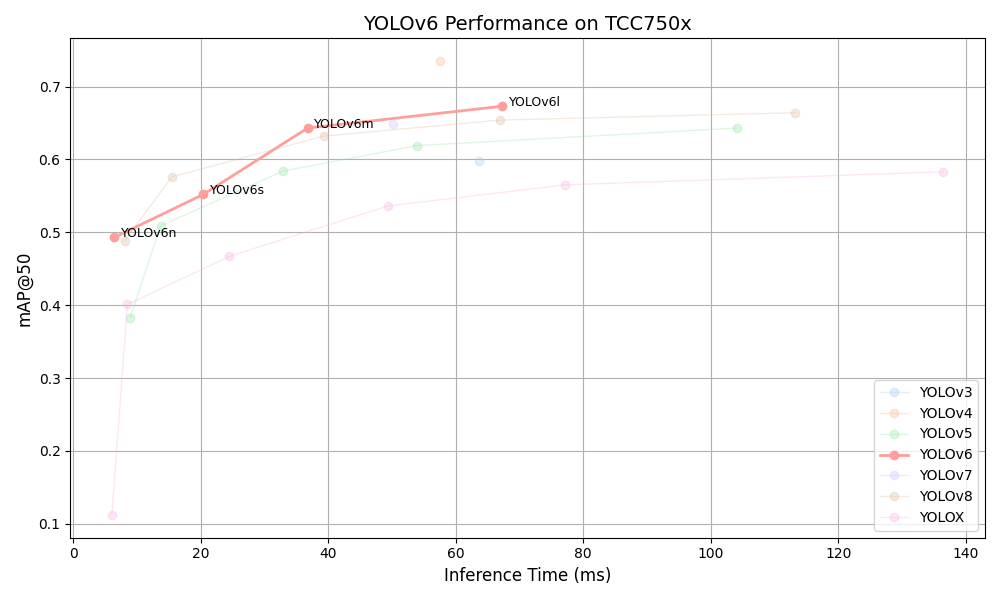 YOLOv6 Performance on TCC750x
mAP@50
0.7
0.6
0.5
0.4
0.3
0.2
0.1
YOLOv6l
YOLOv6m
YOLOv6s
YOLOv6n
YOLOv3
YOLOv4
YOLOv5
YOLOv6
YOLOv7
YOLOv8
YOLOX
0 20 40 60 80 100 120 140
Inference Time (ms)